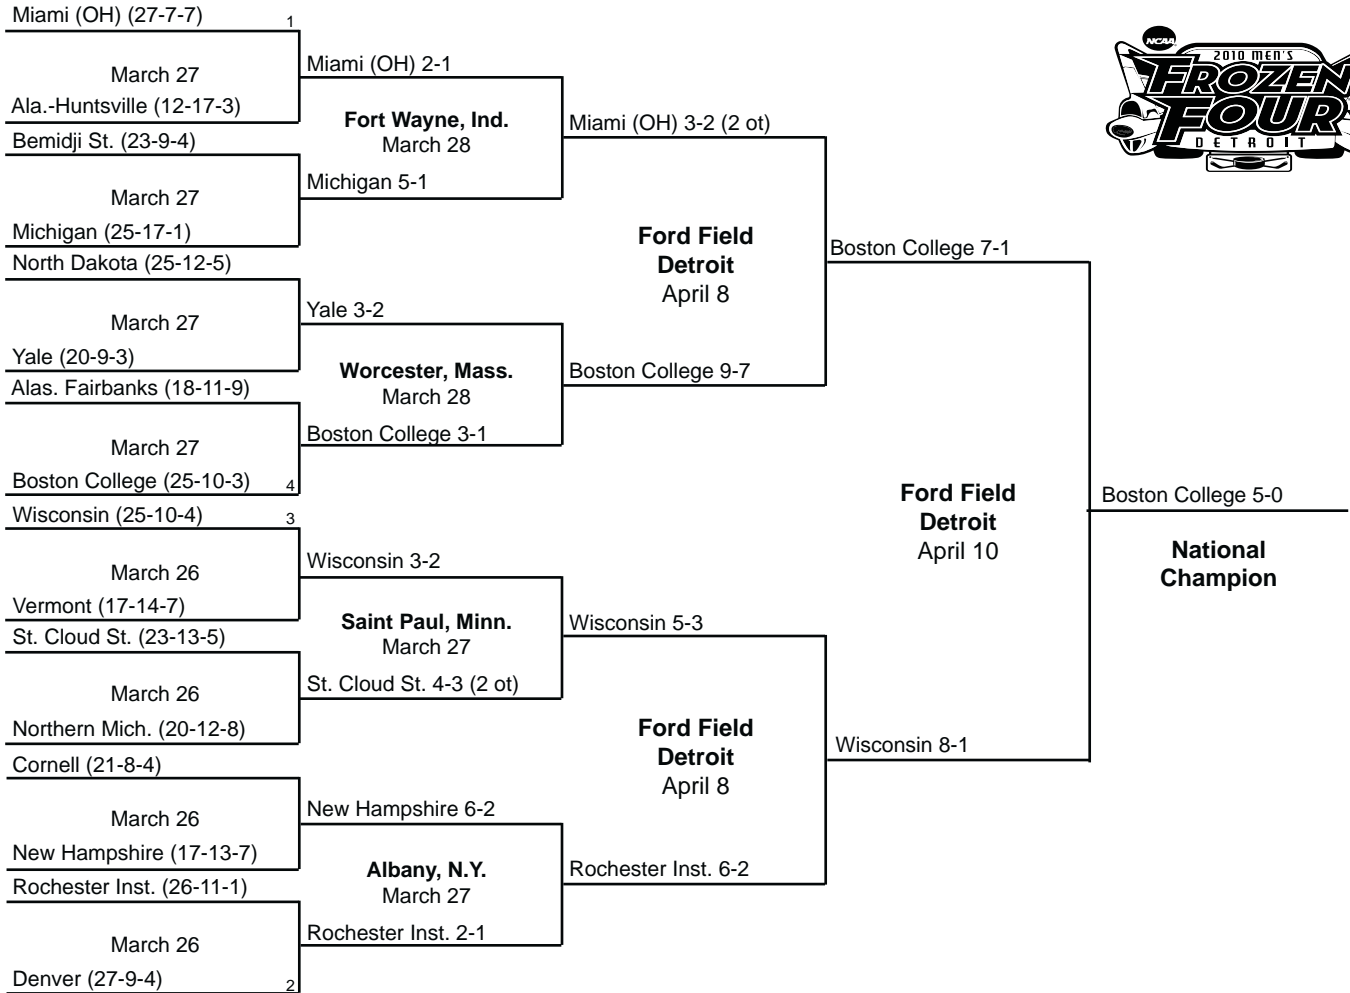 Miami (OH) (27-7-7) 1
March 27
Ala.-Huntsville (12-17-3)
Bemidji St. (23-9-4)
March 27
Michigan (25-17-1)
North Dakota (25-12-5)
March 27
Yale (20-9-3)
Alas. Fairbanks (18-11-9)
March 27
Boston College (25-10-3) 4
Wisconsin (25-10-4) 3
March 26
Vermont (17-14-7)
St. Cloud St. (23-13-5)
March 26
Northern Mich. (20-12-8)
Cornell (21-8-4)
March 26
New Hampshire (17-13-7)
Rochester Inst. (26-11-1)
March 26
Denver (27-9-4) 2
Miami (OH) 2-1
Fort Wayne, Ind.
March 28
Michigan 5-1
Yale 3-2
Worcester, Mass.
March 28
Boston College 3-1
Wisconsin 3-2
Saint Paul, Minn.
March 27
St. Cloud St. 4-3 (2 ot)
New Hampshire 6-2
Albany, N.Y.
March 27
Rochester Inst. 2-1
Miami (OH) 3-2 (2 ot)
Ford Field
Detroit
April 8
Boston College 9-7
Wisconsin 5-3
Ford Field
Detroit
April 8
Rochester Inst. 6-2
Boston College 7-1
Ford Field
Detroit
April 10
Wisconsin 8-1
Boston College 5-0
National
Champion
NCAA
2010 MEN'S
FROZEN
FOUR
DETROIT